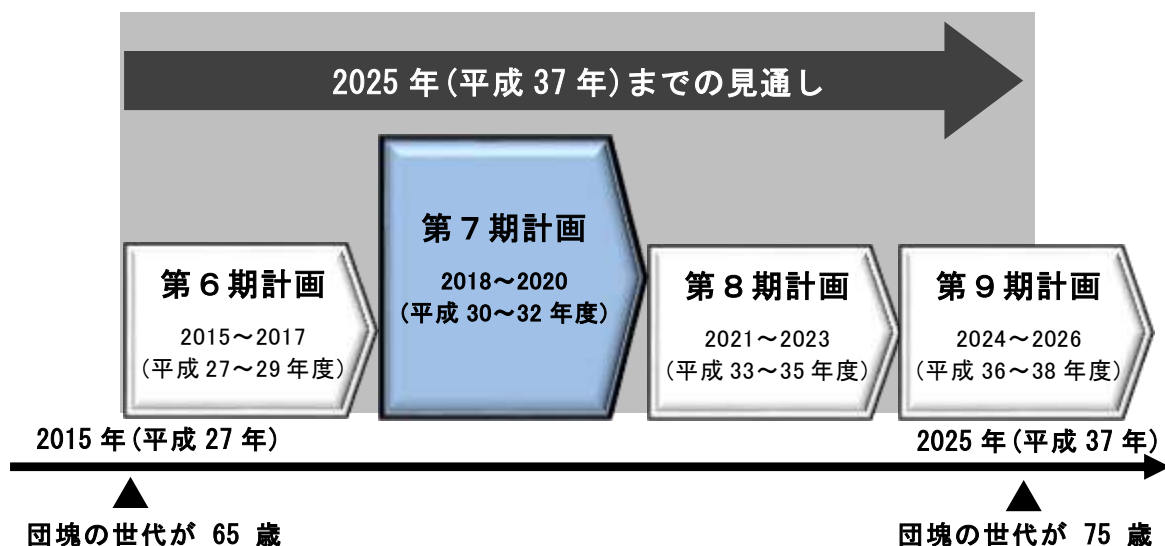 2025 年(平成 37 年)までの見通し
第6期計画
2015～2017
(平成 27～29 年度)
第7期計画
2018～2020
(平成 30～32 年度)
第8期計画
2021～2023
(平成 33～35 年度)
第9期計画
2024～2026
(平成 36～38 年度)
2015 年(平成 27 年)
2025 年(平成 37 年)
団塊の世代が 65 歳
団塊の世代が 75 歳